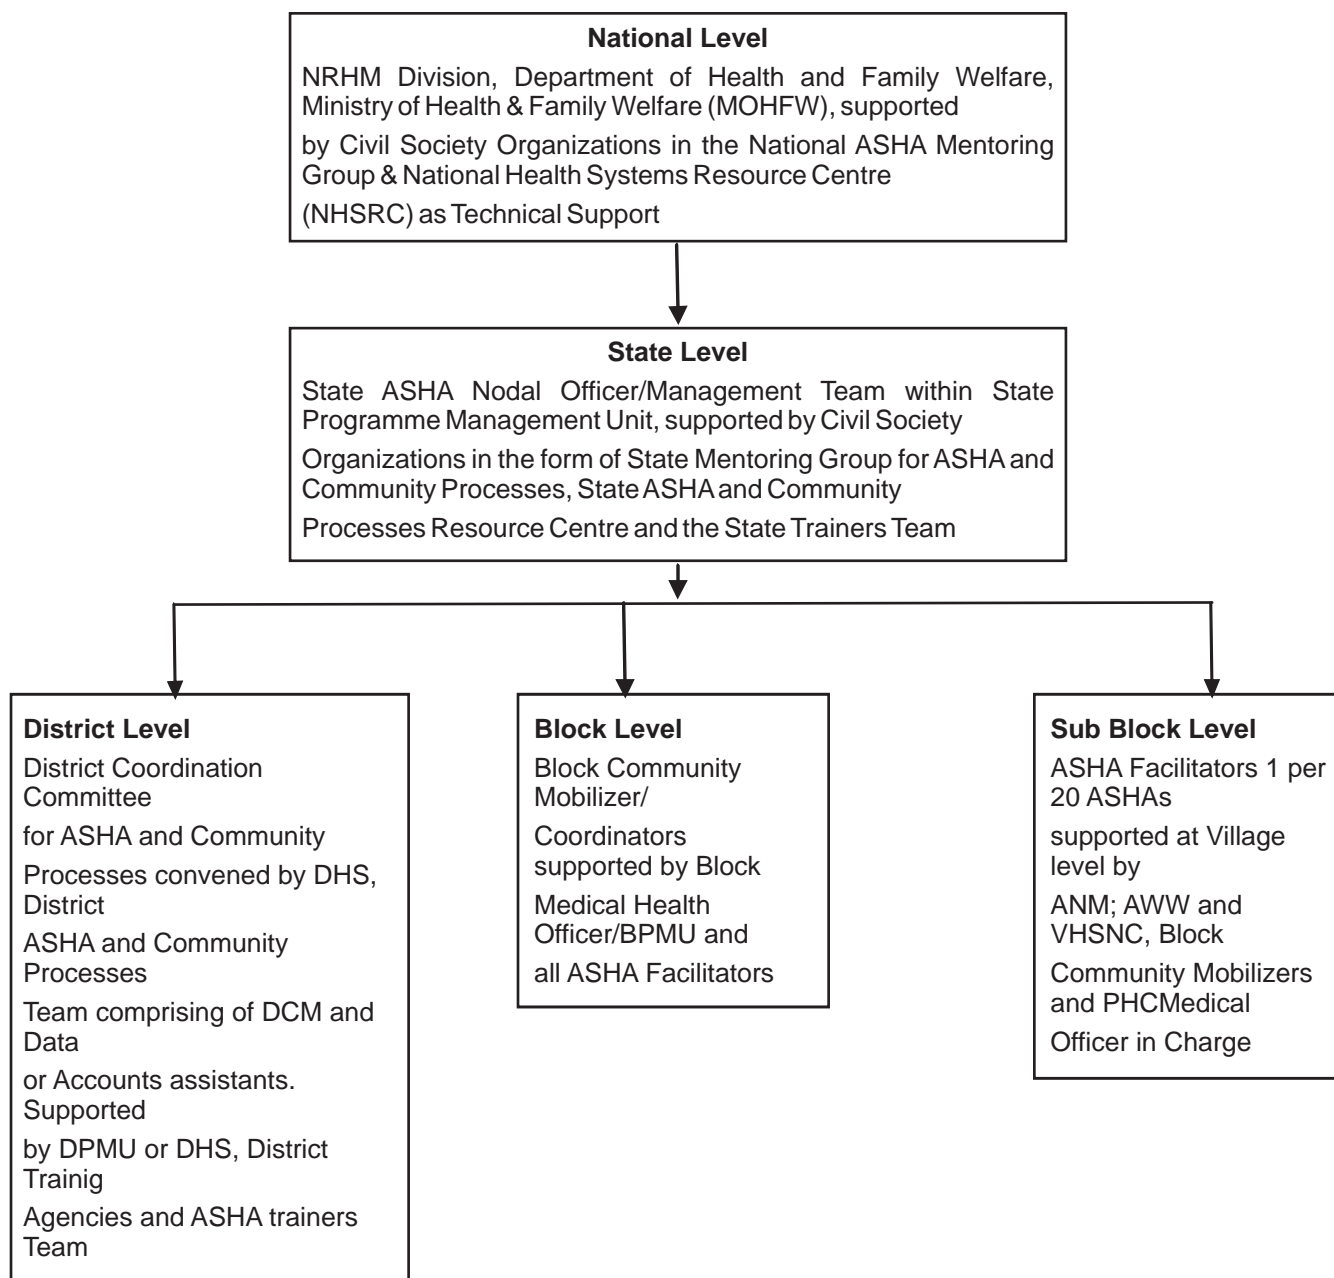 National Level
NRHM Division, Department of Health and Family Welfare,
Ministry of Health & Family Welfare (MOHFW), supported
by Civil Society Organizations in the National ASHA Mentoring
Group & National Health Systems Resource Centre
(NHSRC) as Technical Support
State Level
State ASHA Nodal Officer/Management Team within State
Programme Management Unit, supported by Civil Society
Organizations in the form of State Mentoring Group for ASHA and
Community Processes, State ASHA and Community
Processes Resource Centre and the State Trainers Team
District Level
District Coordination
Committee
for ASHA and Community
Processes convened by DHS,
District
ASHA and Community
Processes
Team comprising of DCM and
Data
or Accounts assistants.
Supported
by DPMU or DHS, District
Trainig
Agencies and ASHA trainers
Team
Block Level
Block Community
Mobilizer/
Coordinators
supported by Block
Medical Health
Officer/BPMU and
all ASHA Facilitators
Sub Block Level
ASHA Facilitators 1 per
20 ASHAs
supported at Village
level by
ANM; AWW and
VHSNC, Block
Community Mobilizers
and PHCMedical
Officer in Charge